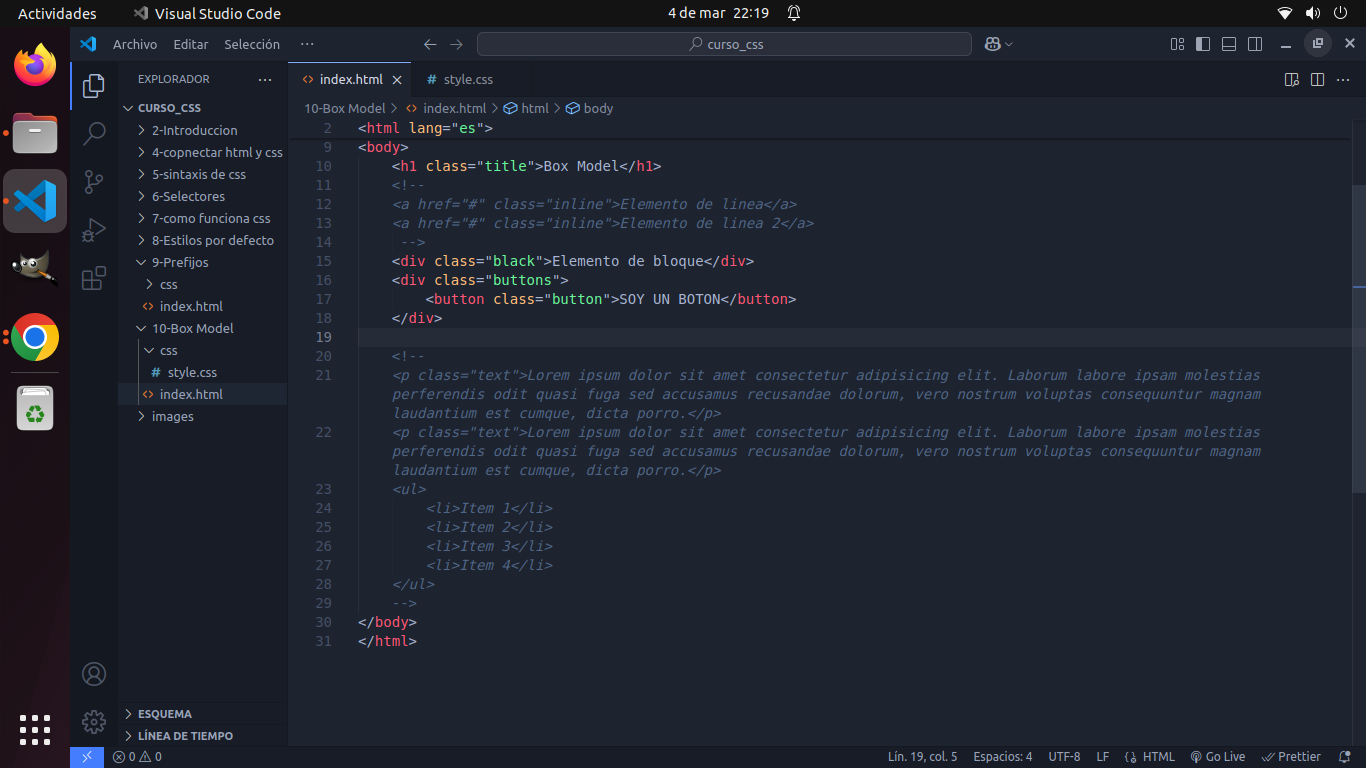 Actividades
Visual Studio Code
4 de mar 22:19
Archivo Editar Selección ···
curso_css
EXPLORADOR ···
CURSO_CSS
2-Introduccion
4-copnectar html y css
5-sintaxis de css
6-Selectores
7-como funciona css
8-Estilos por defecto
9-Prefijos
css
index.html
10-Box Model
css
# style.css
index.html
images
ESQUEMA
LÍNEA DE TIEMPO
index.html
# style.css
10-Box Model > index.html > html > body
2 <html lang="es">
9 <body>
10 <h1 class="title">Box Model</h1>
11 <!--
12 <a href="#" class="inline">Elemento de linea</a>
13 <a href="#" class="inline">Elemento de linea 2</a>
14 -->
15 <div class="black">Elemento de bloque</div>
16 <div class="buttons">
17 <button class="button">SOY UN BOTON</button>
18 </div>
19
20 <!--
21 <p class="text">Lorem ipsum dolor sit amet consectetur adipisicing elit. Laborum labore ipsam molestias
perferendis odit quasi fuga sed accusamus recusandae dolorum, vero nostrum voluptas consequuntur magnam
laudantium est cumque, dicta porro.</p>
22 <p class="text">Lorem ipsum dolor sit amet consectetur adipisicing elit. Laborum labore ipsam molestias
perferendis odit quasi fuga sed accusamus recusandae dolorum, vero nostrum voluptas consequuntur magnam
laudantium est cumque, dicta porro.</p>
23 <ul>
24 <li>Item 1</li>
25 <li>Item 2</li>
26 <li>Item 3</li>
27 <li>Item 4</li>
28 </ul>
29 -->
30 </body>
31 </html>
0 0
Lín. 19, col. 5
Espacios: 4
UTF-8
LF
HTML
Go Live
Prettier